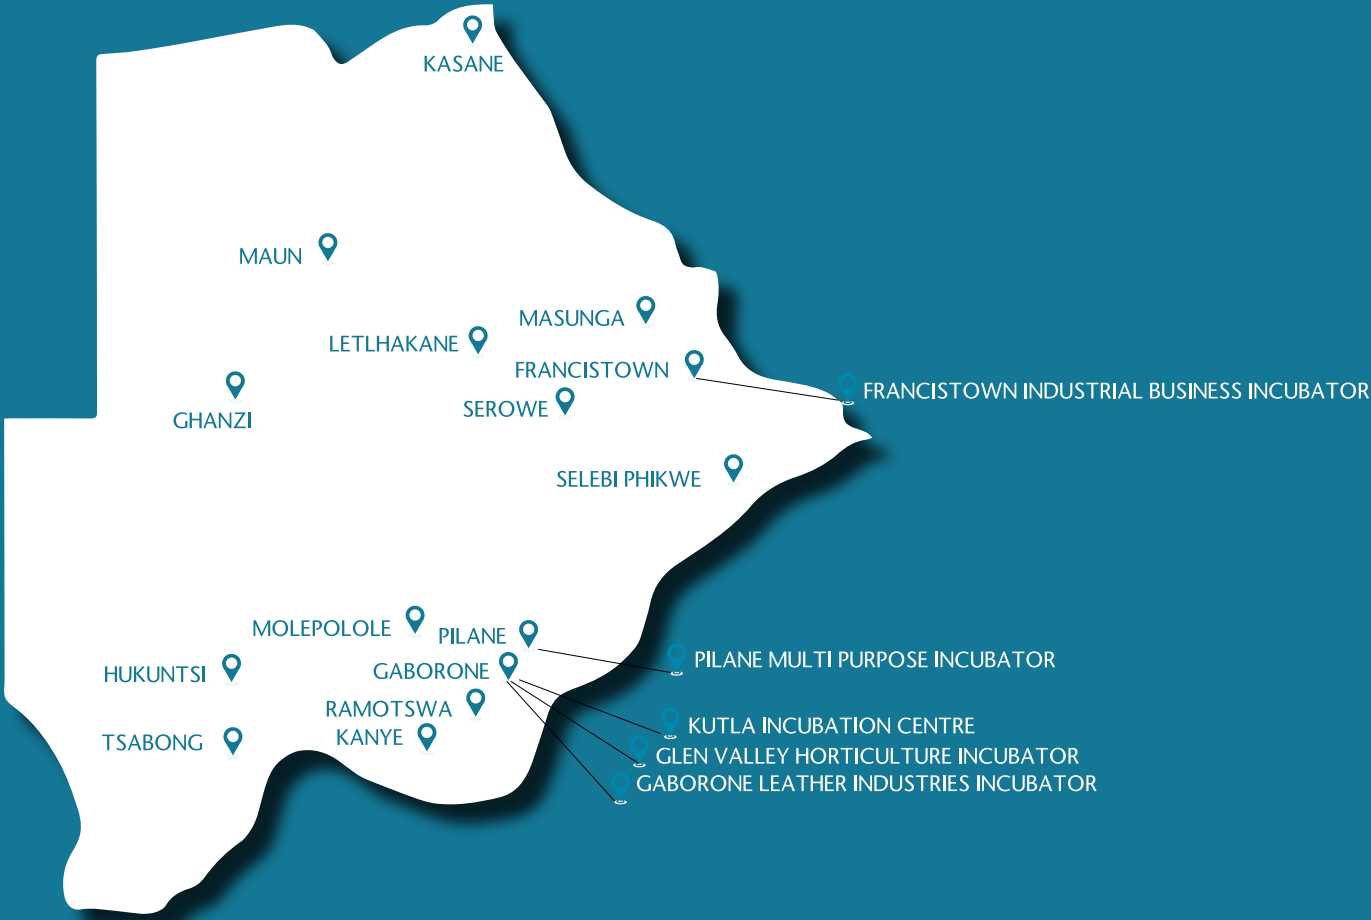 KASANE
MAUN
MASUNGA
LETLHAKANE
FRANCISTOWN
FRANCISTOWN INDUSTRIAL BUSINESS INCUBATOR
SEROWE
GHANZI
SELEBI PHIKWE
MOLEPOLOLE
PILANE
PILANE MULTI PURPOSE INCUBATOR
HUKUNTSI
GABORONE
RAMOTSWA
KUTLA INCUBATION CENTRE
KANYE
TSABONG
GLEN VALLEY HORTICULTURE INCUBATOR
GABORONE LEATHER INDUSTRIES INCUBATOR